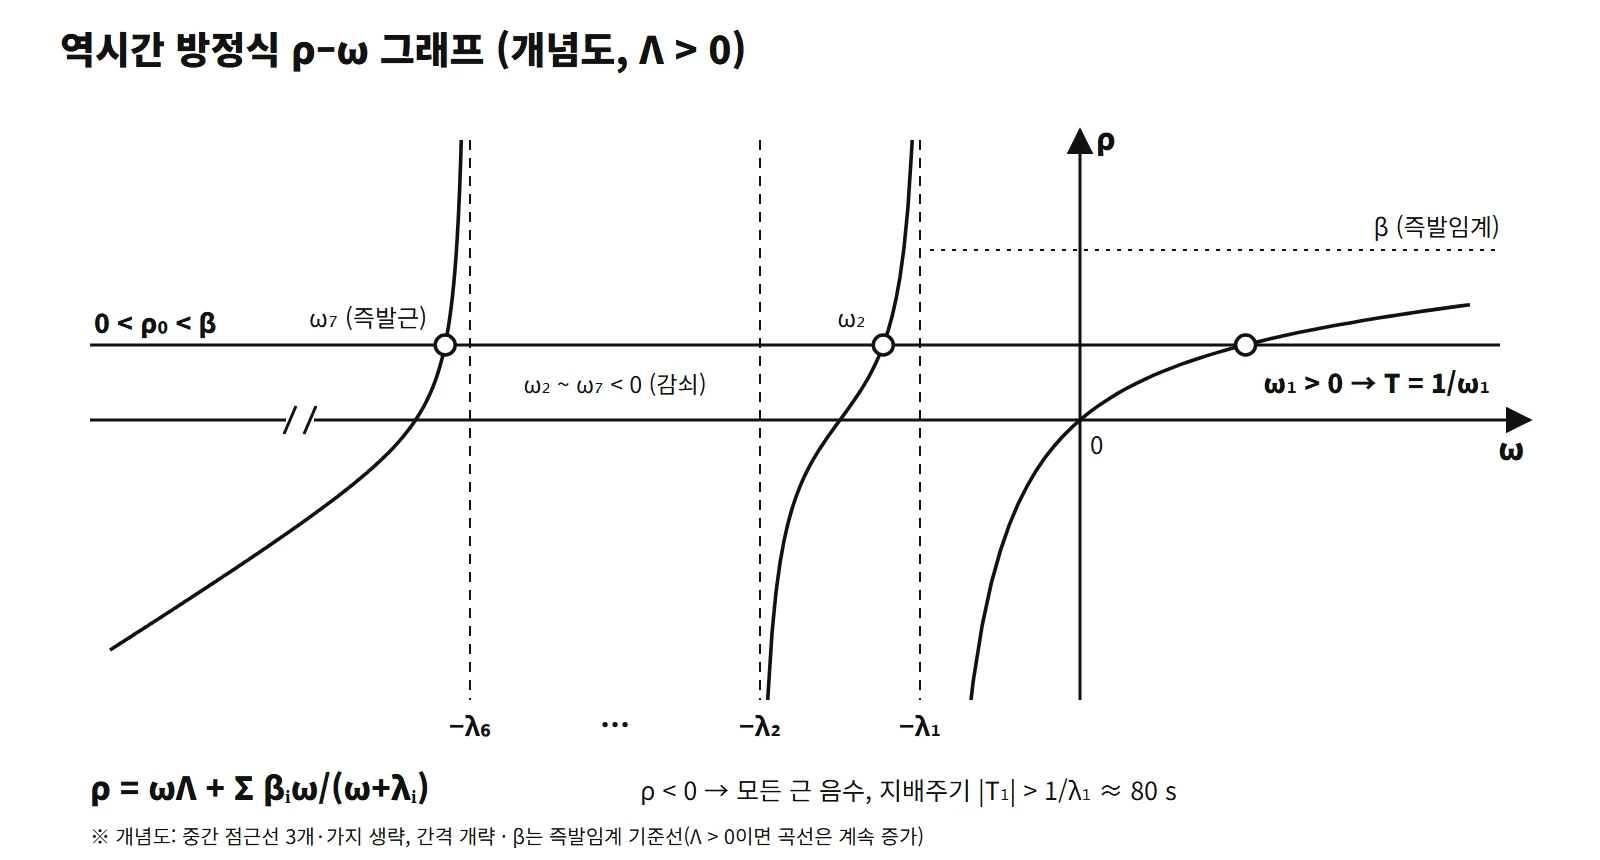 역시간 방정식 ρ−ω 그래프 (개념도, Λ > 0)
ρ
β (즉발임계)
0 < ρ₀ < β
ω₇ (즉발근)
ω₂
ω₂ ~ ω₇ < 0 (감쇠)
ω₁ > 0 → T = 1/ω₁
0
ω
−λ₆
⋯
−λ₂
−λ₁
ρ = ωΛ + Σ βᵢω/(ω+λᵢ)
ρ < 0 → 모든 근 음수, 지배주기 |T₁| > 1/λ₁ ≈ 80 s
※ 개념도: 중간 점근선 3개·가지 생략, 간격 개략 · β는 즉발임계 기준선(Λ > 0이면 곡선은 계속 증가)